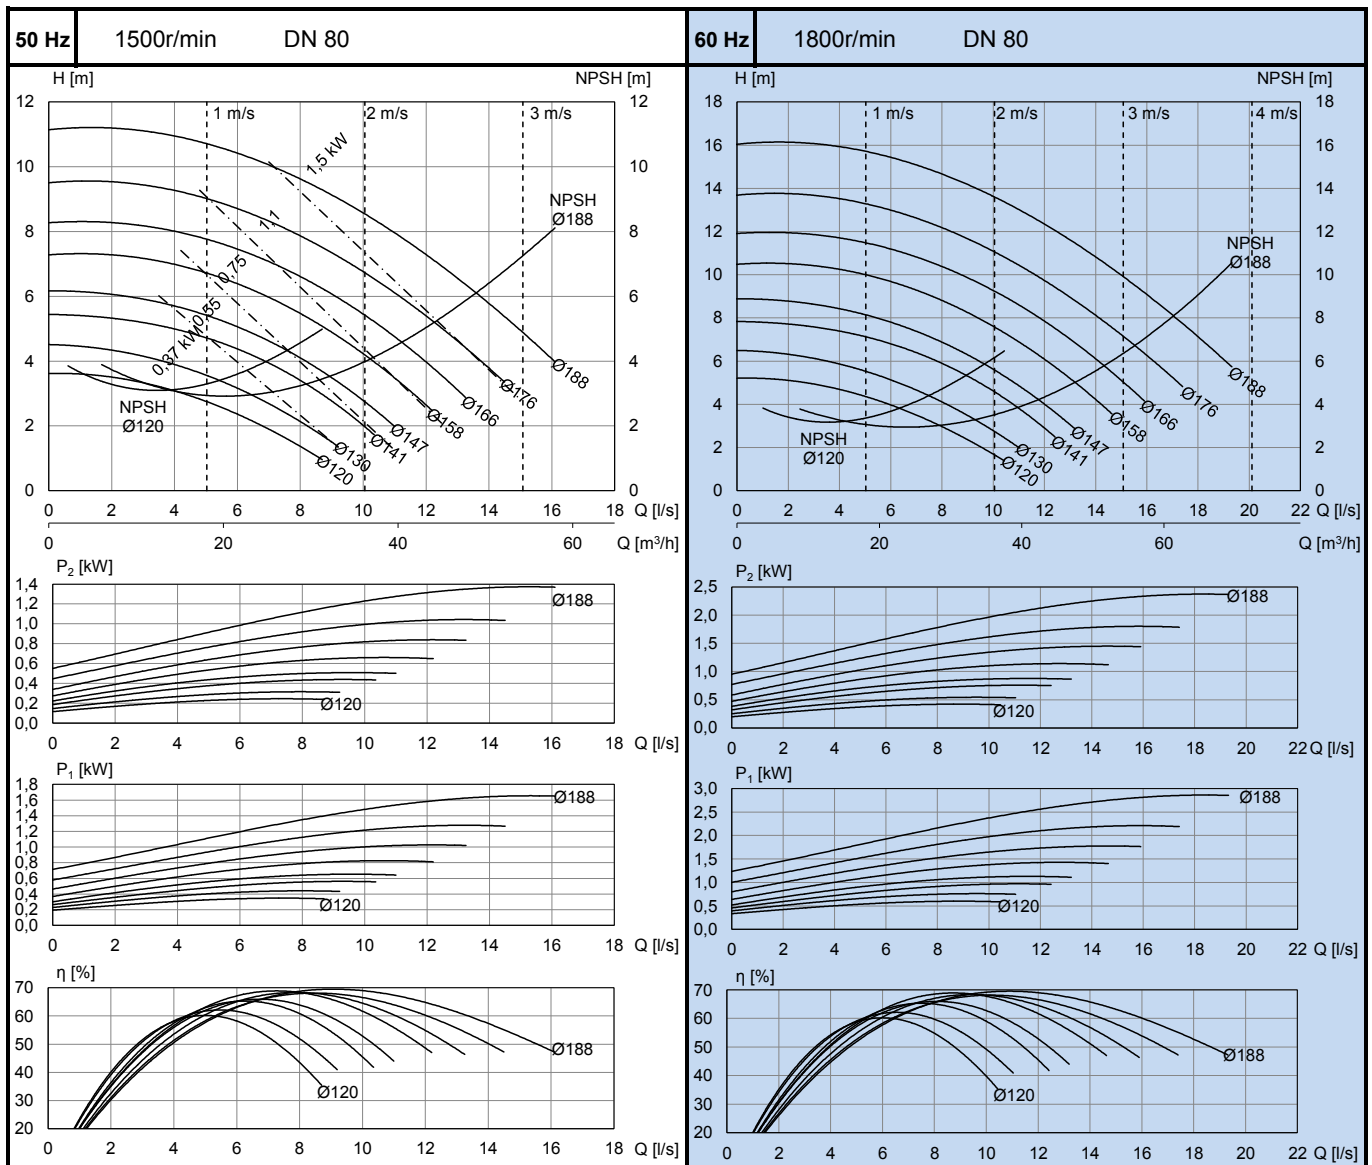 50 Hz 1500r/min DN 80
H [m] NPSH [m]
12 1 m/s 2 m/s 3 m/s 12
1,5 kW
10 10
NPSH
Ø188
8 1,1 8
0,75
6 0,55 6
0,37 kW
4 Ø188 4
Ø176
NPSH
Ø120
Ø166
Ø158
2 Ø147 2
Ø141
Ø130
Ø120
0 0
0 2 4 6 8 10 12 14 16 18 Q [l/s]
0 20 40 60 Q [m³/h]
P₂ [kW]
1,4
1,2 Ø188
1,0
0,8
0,6
0,4
0,2 Ø120
0,0
0 2 4 6 8 10 12 14 16 18 Q [l/s]
P₁ [kW]
1,8
1,6 Ø188
1,4
1,2
1,0
0,8
0,6
0,4
0,2 Ø120
0,0
0 2 4 6 8 10 12 14 16 18 Q [l/s]
η [%]
70
60
50 Ø188
40
30 Ø120
20
0 2 4 6 8 10 12 14 16 18 Q [l/s]
60 Hz 1800r/min DN 80
H [m] NPSH [m]
18 1 m/s 2 m/s 3 m/s 4 m/s 18
16 16
14 14
12 12
NPSH
Ø188
10 10
8 8
6 6
Ø188
Ø176
4 Ø166 4
Ø158
Ø147
NPSH
Ø120
2 Ø141 2
Ø130
Ø120
0 0
0 2 4 6 8 10 12 14 16 18 20 22 Q [l/s]
0 20 40 60 Q [m³/h]
P₂ [kW]
2,5
Ø188
2,0
1,5
1,0
0,5 Ø120
0,0
0 2 4 6 8 10 12 14 16 18 20 22 Q [l/s]
P₁ [kW]
3,0
Ø188
2,5
2,0
1,5
1,0
0,5 Ø120
0,0
0 2 4 6 8 10 12 14 16 18 20 22 Q [l/s]
η [%]
70
60
50 Ø188
40
30 Ø120
20
0 2 4 6 8 10 12 14 16 18 20 22 Q [l/s]